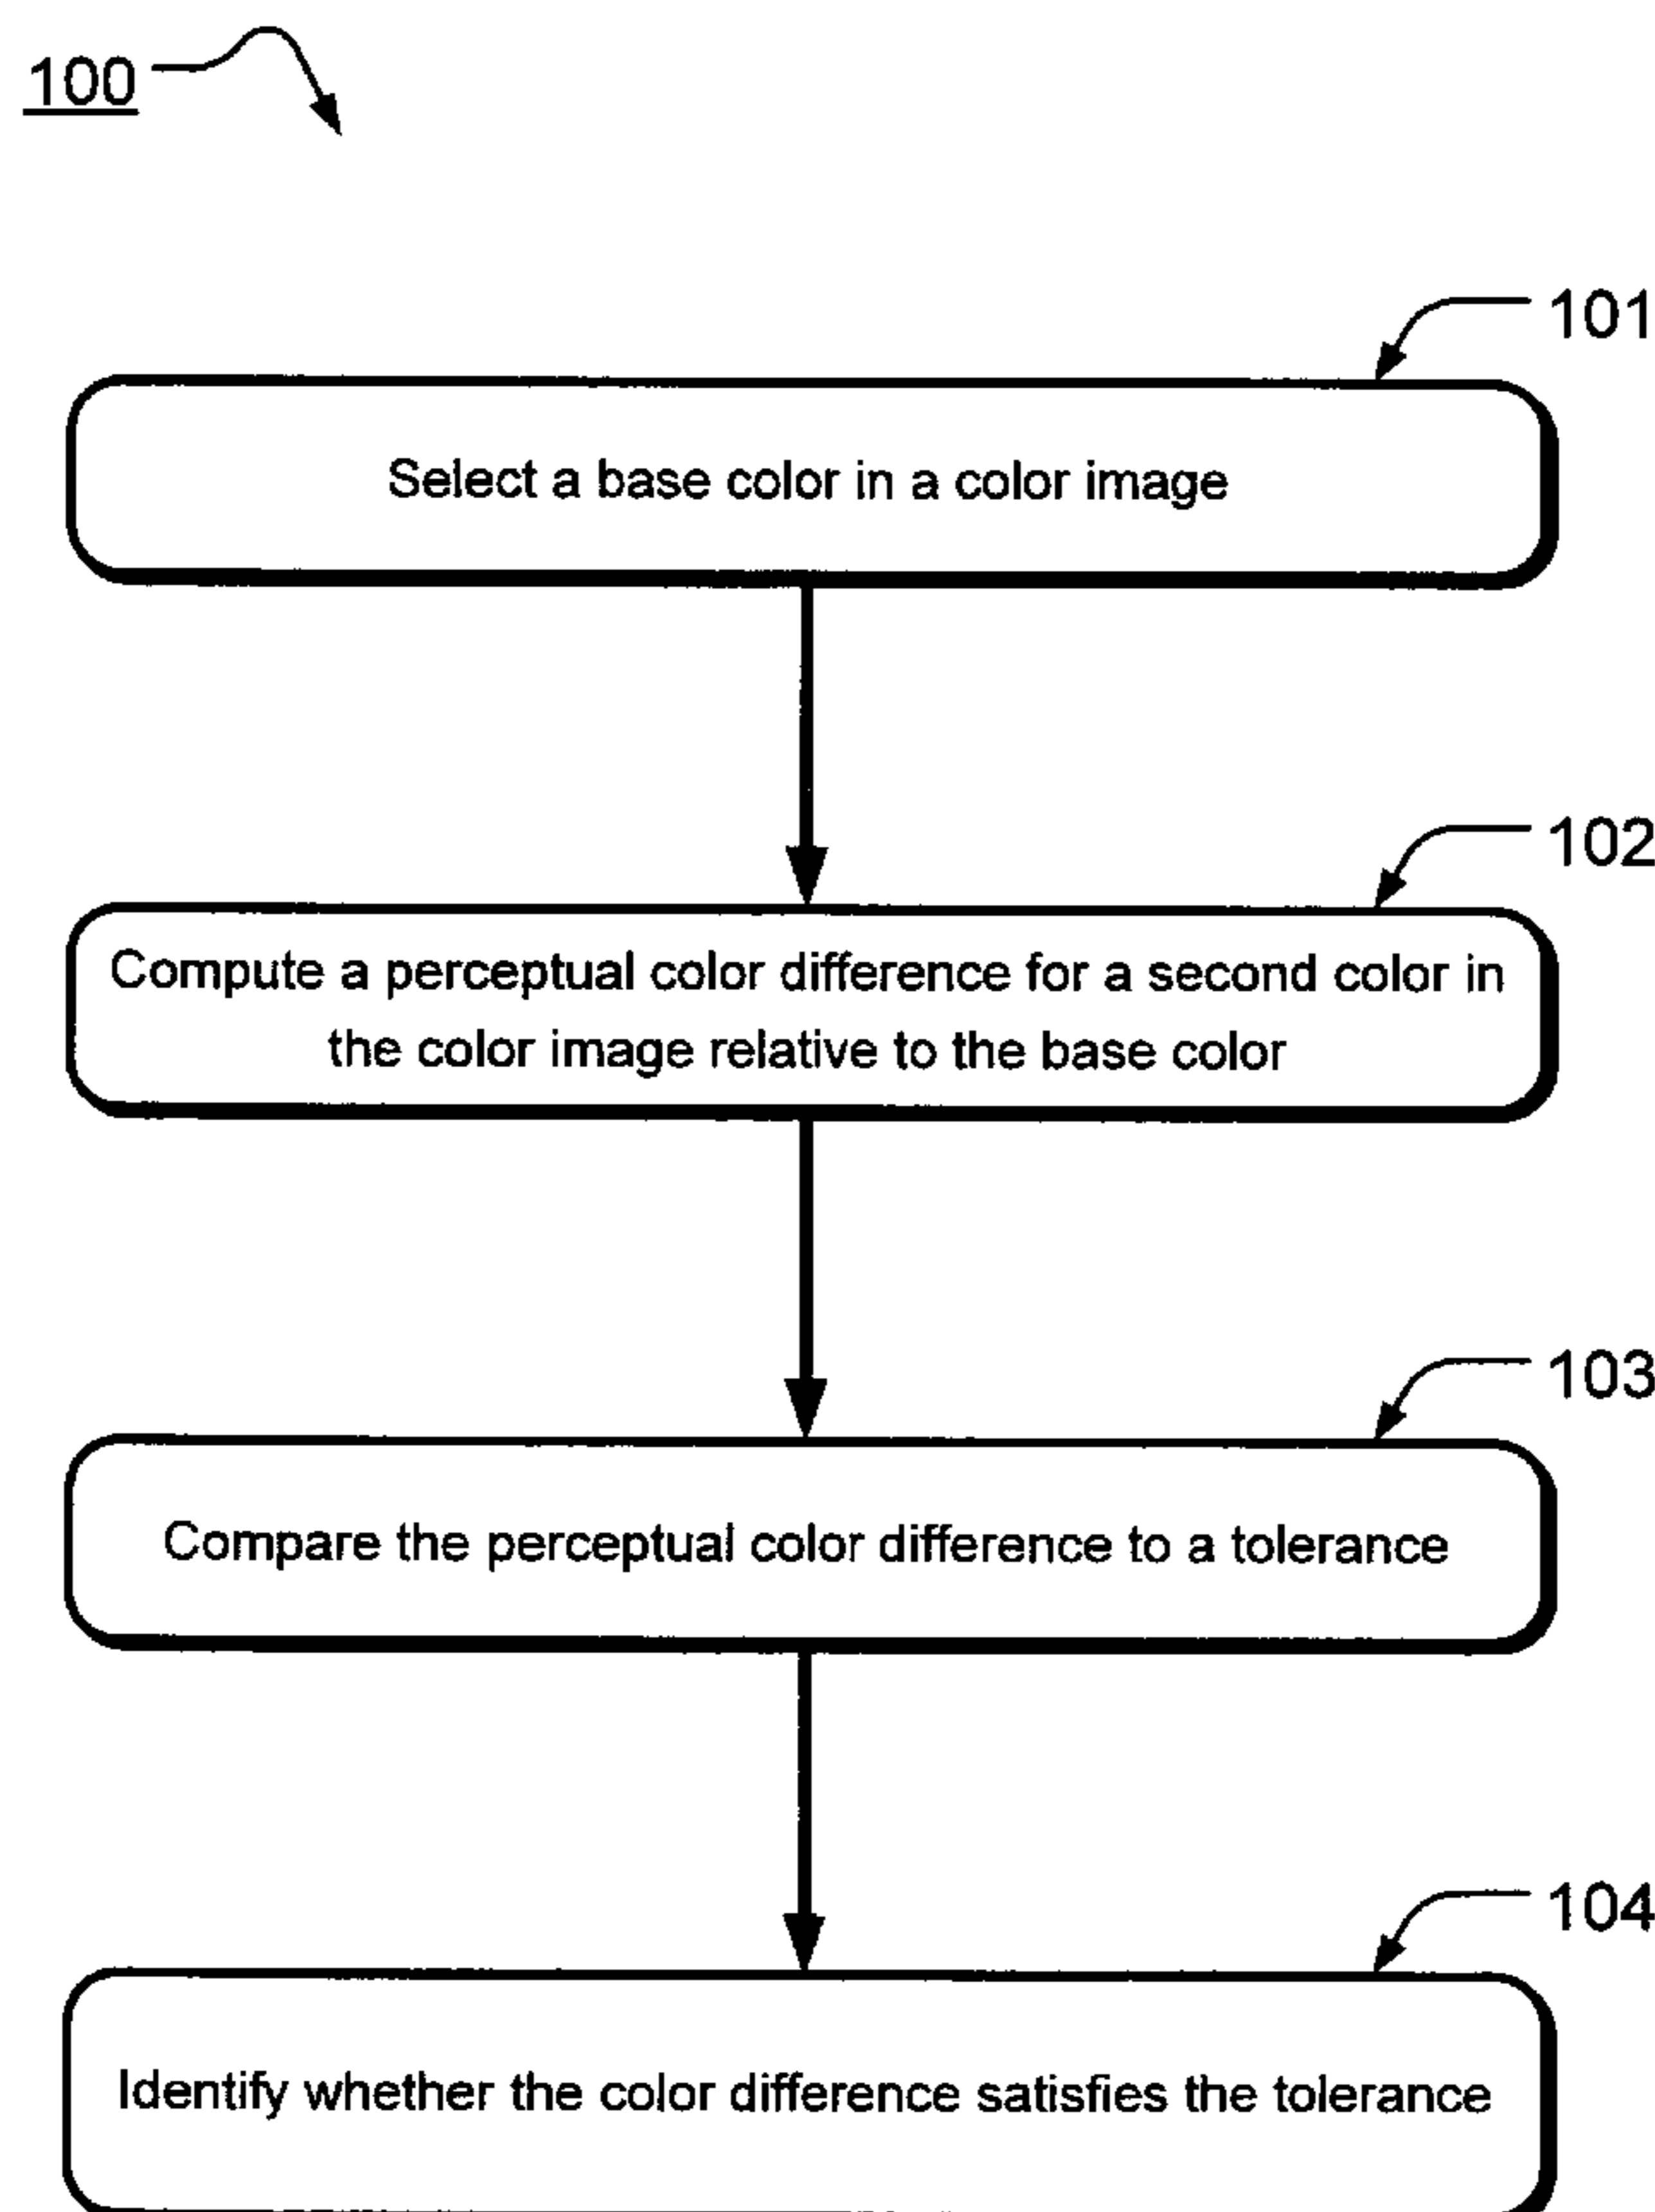 100
101
Select a base color in a color image
102
Compute a perceptual color difference for a second color in
the color image relative to the base color
103
Compare the perceptual color difference to a tolerance
104
Identify whether the color difference satisfies the tolerance